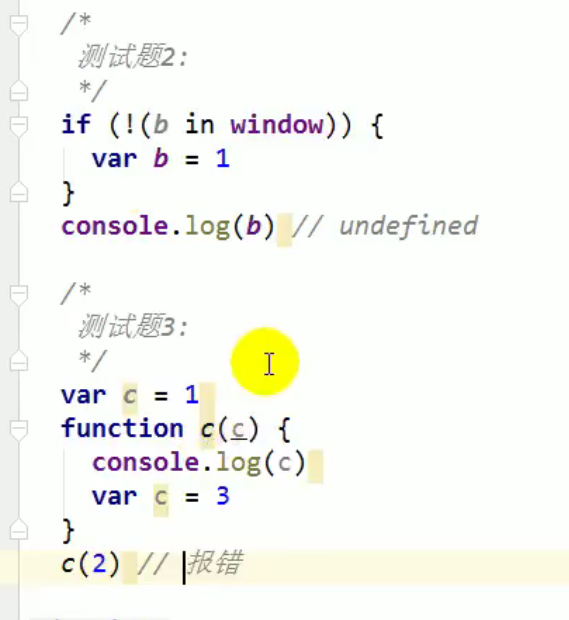 /*
测试题2:
*/
if (!(b in window)) {
var b = 1
}
console.log(b) // undefined
/*
测试题3:
*/
var c = 1
function c(c) {
console.log(c)
var c = 3
}
c(2) // 报错